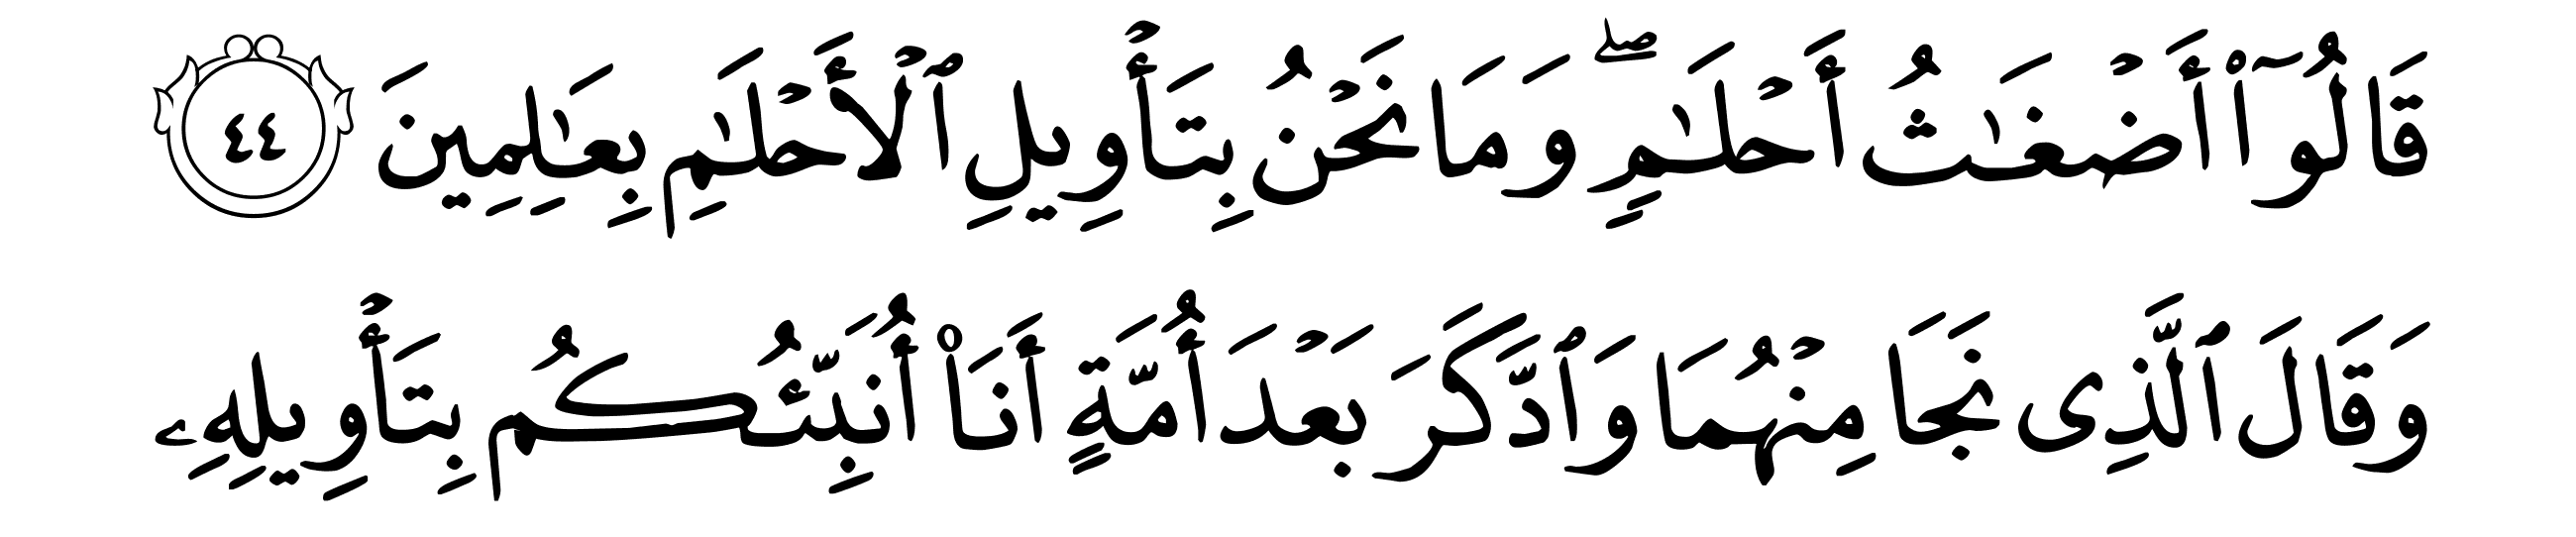 قَالُوٓا۟ أَضْغَـٰثُ أَحْلَـٰمٍ ۖ وَمَا نَحْنُ بِتَأْوِيلِ ٱلْأَحْلَـٰمِ بِعَـٰلِمِينَ ٤٤
وَقَالَ ٱلَّذِى نَجَا مِنْهُمَا وَٱدَّكَرَ بَعْدَ أُمَّةٍ أَنَا۠ أُنَبِّئُكُم بِتَأْوِيلِهِۦ